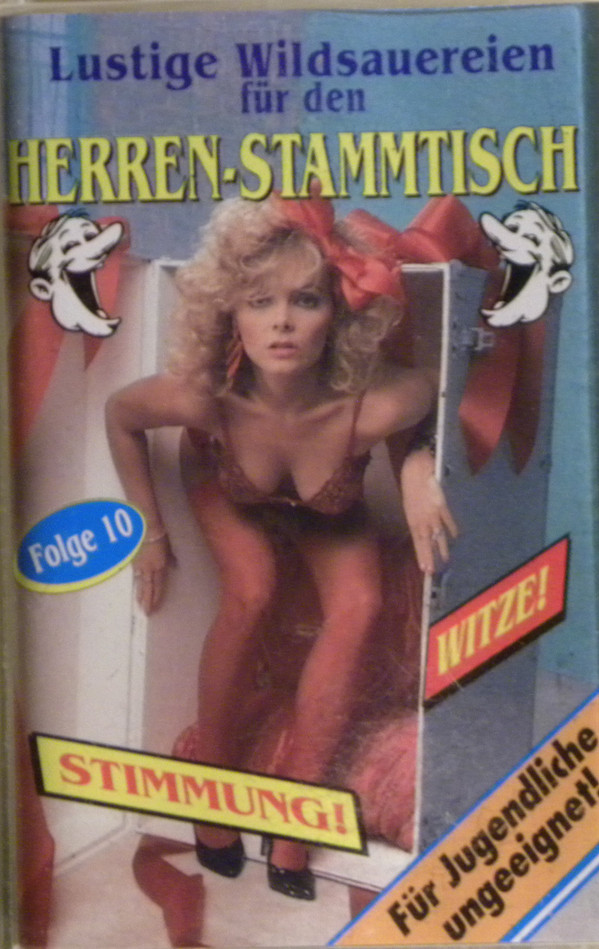 Lustige Wildsauereien
für den
HERREN-STAMMTISCH
Folge 10
WITZE!
STIMMUNG!
Für Jugendliche
ungeeignet!